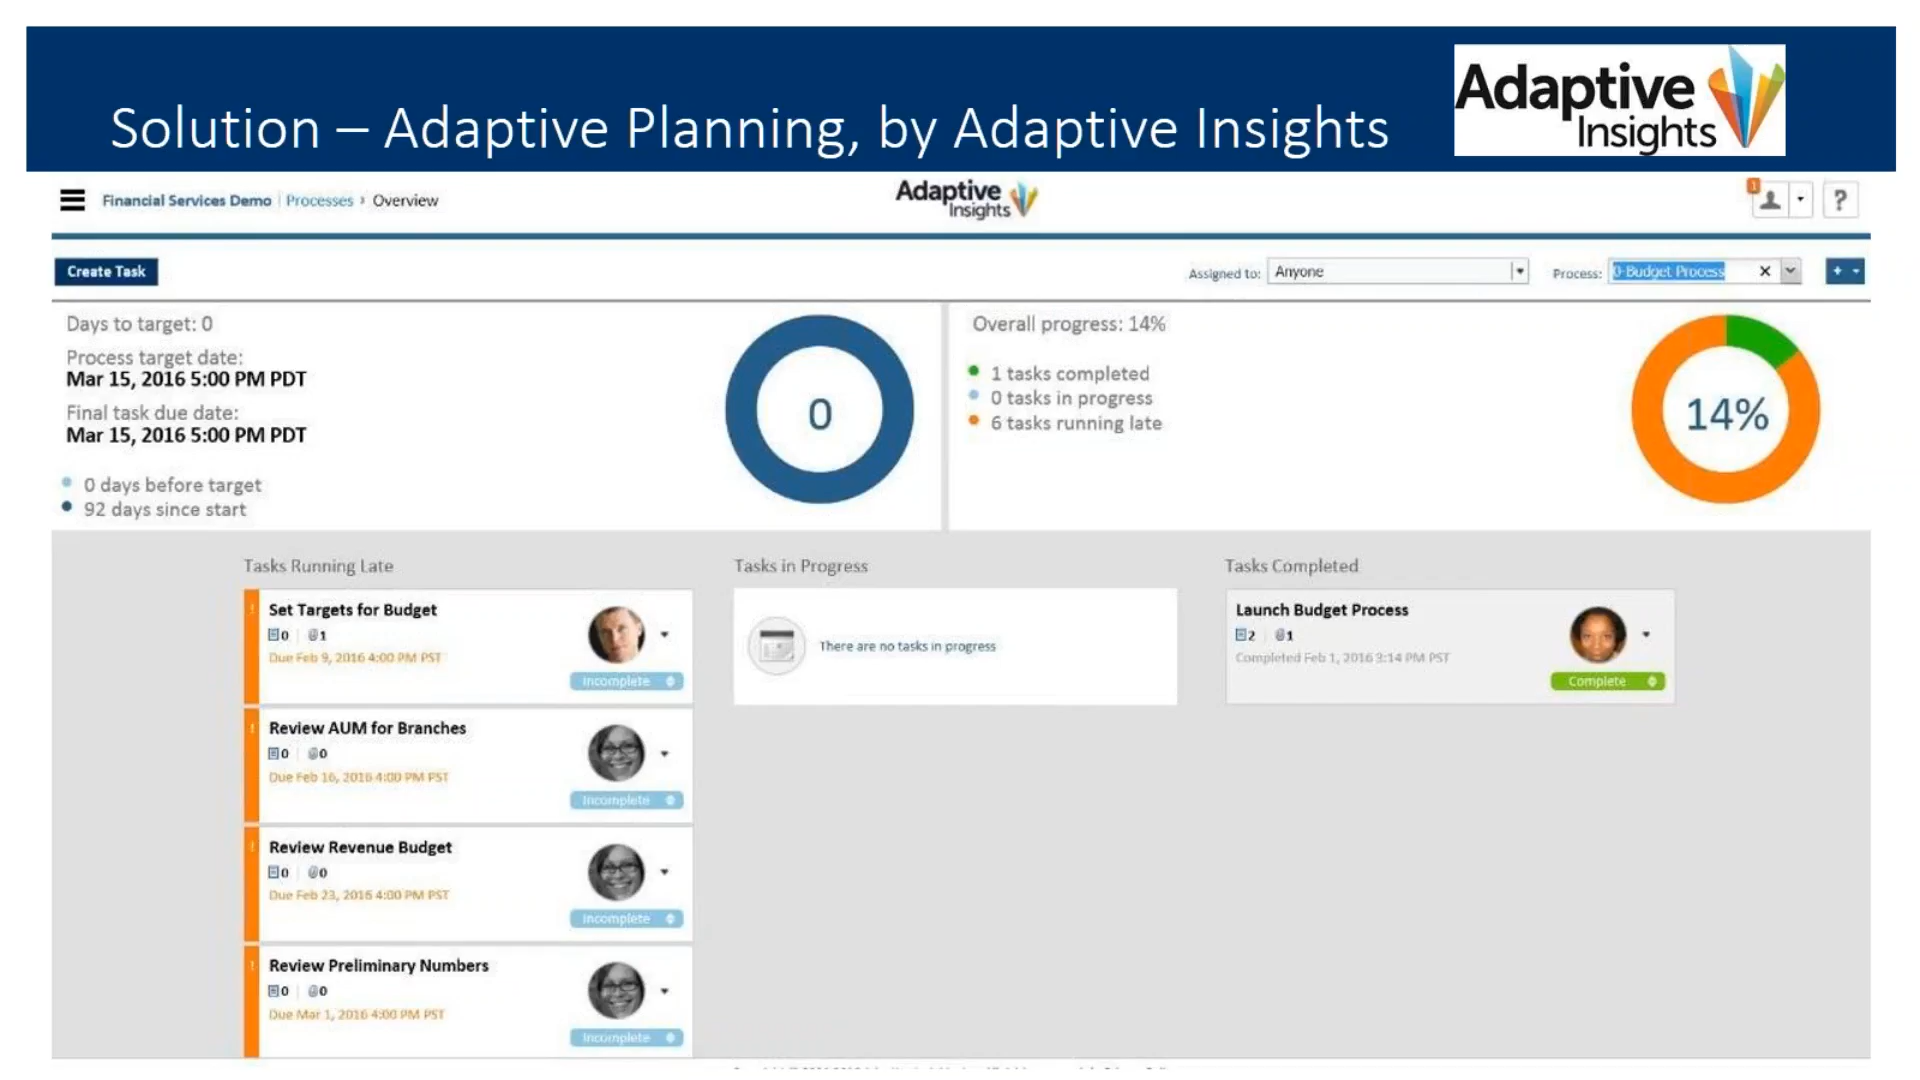 Solution – Adaptive Planning, by Adaptive Insights
Adaptive
Insights
Financial Services Demo | Processes › Overview
Adaptive
Insights
1
?
Create Task
Assigned to: Anyone
Process: 0-Budget Process
Days to target: 0
Process target date:
Mar 15, 2016 5:00 PM PDT
Final task due date:
Mar 15, 2016 5:00 PM PDT
0 days before target
92 days since start
0
Overall progress: 14%
1 tasks completed
0 tasks in progress
6 tasks running late
14%
Tasks Running Late
Set Targets for Budget
0 1
Due Feb 9, 2016 4:00 PM PST
Incomplete
Review AUM for Branches
0 0
Due Feb 16, 2016 4:00 PM PST
Incomplete
Review Revenue Budget
0 0
Due Feb 23, 2016 4:00 PM PST
Incomplete
Review Preliminary Numbers
0 0
Due Mar 1, 2016 4:00 PM PST
Incomplete
Tasks in Progress
There are no tasks in progress
Tasks Completed
Launch Budget Process
2 1
Completed Feb 1, 2016 3:14 PM PST
Complete